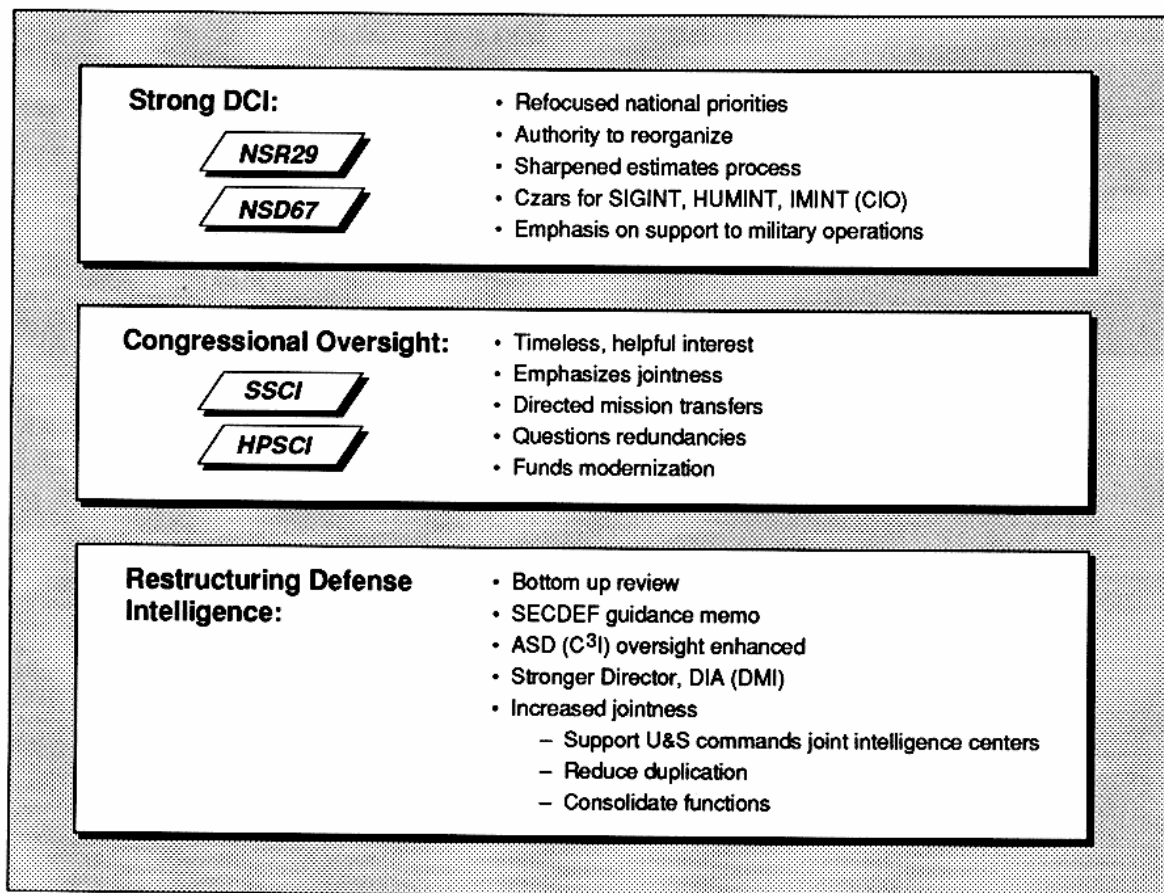 Strong DCI:
NSR29
NSD67
• Refocused national priorities
• Authority to reorganize
• Sharpened estimates process
• Czars for SIGINT, HUMINT, IMINT (CIO)
• Emphasis on support to military operations
Congressional Oversight:
SSCI
HPSCI
• Timeless, helpful interest
• Emphasizes jointness
• Directed mission transfers
• Questions redundancies
• Funds modernization
Restructuring Defense
Intelligence:
• Bottom up review
• SECDEF guidance memo
• ASD (C³I) oversight enhanced
• Stronger Director, DIA (DMI)
• Increased jointness
– Support U&S commands joint intelligence centers
– Reduce duplication
– Consolidate functions